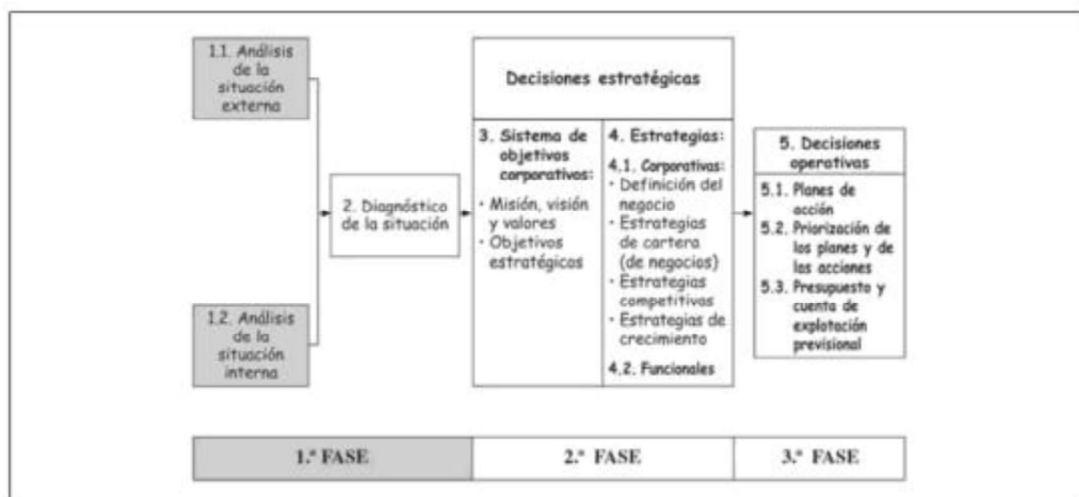 1.1. Análisis
de la
situación
externa
1.2. Análisis
de la
situación
interna
2. Diagnóstico
de la situación
Decisiones estratégicas
3. Sistema de
objetivos
corporativos:
• Misión, visión
y valores
• Objetivos
estratégicos
4. Estrategias:
4.1. Corporativas:
• Definición del
negocio
• Estrategias
de cartera
(de negocios)
• Estrategias
competitivas
• Estrategias de
crecimiento
4.2. Funcionales
5. Decisiones
operativas
5.1. Planes de
acción
5.2. Priorización de
los planes y de
las acciones
5.3. Presupuesto y
cuenta de
explotación
previsional
1.ª FASE
2.ª FASE
3.ª FASE